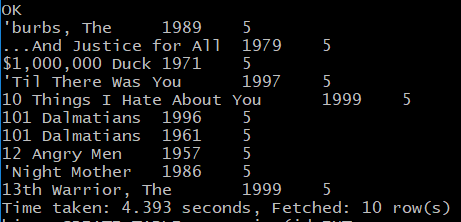 OK
'burbs, The 1989 5
...And Justice for All 1979 5
$1,000,000 Duck 1971 5
'Til There Was You 1997 5
10 Things I Hate About You 1999 5
101 Dalmatians 1996 5
101 Dalmatians 1961 5
12 Angry Men 1957 5
'Night Mother 1986 5
13th Warrior, The 1999 5
Time taken: 4.393 seconds, Fetched: 10 row(s)